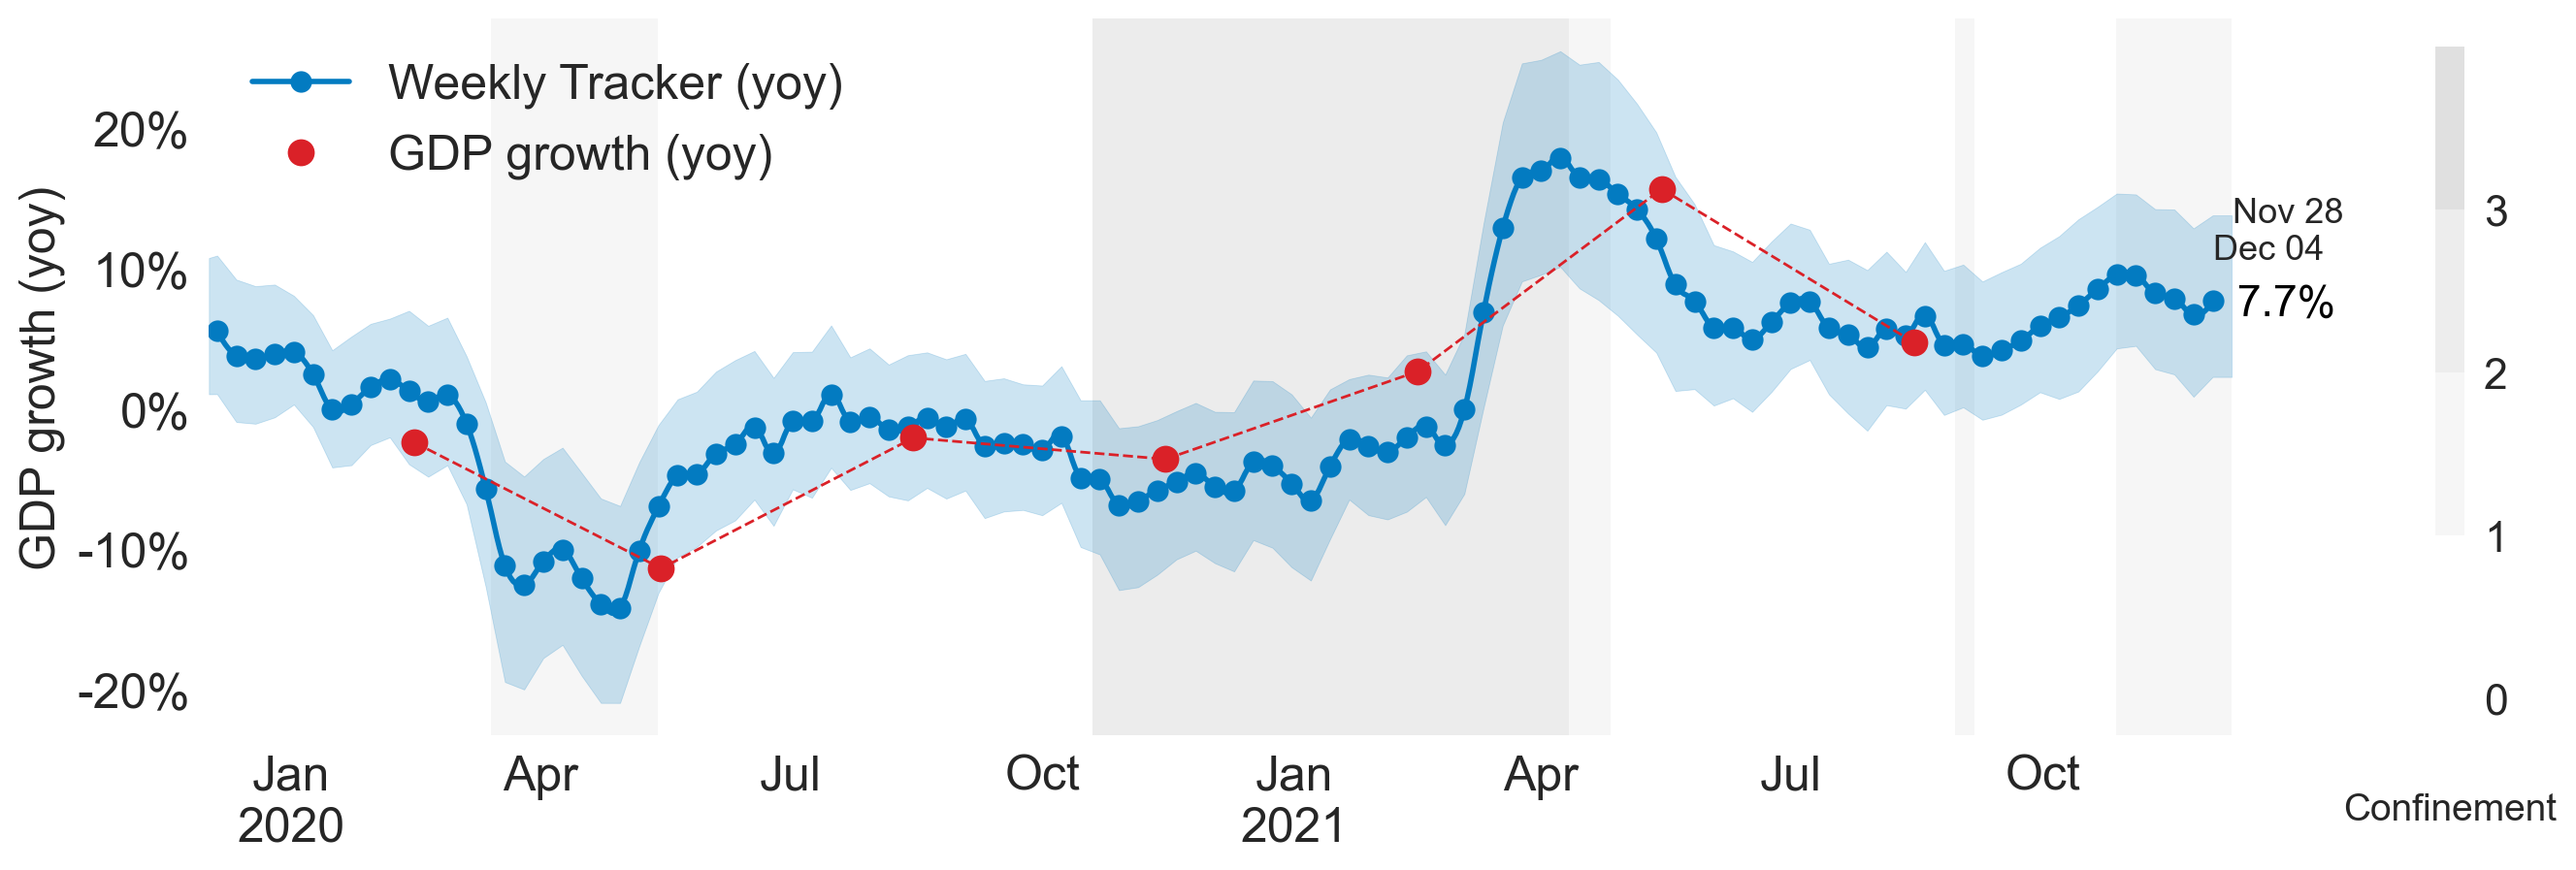 Weekly Tracker (yoy)
GDP growth (yoy)
GDP growth (yoy)
20%
10%
0%
-10%
-20%
Jan
2020
Apr
Jul
Oct
Jan
2021
Apr
Jul
Oct
Nov 28
Dec 04
7.7%
3
2
1
0
Confinement